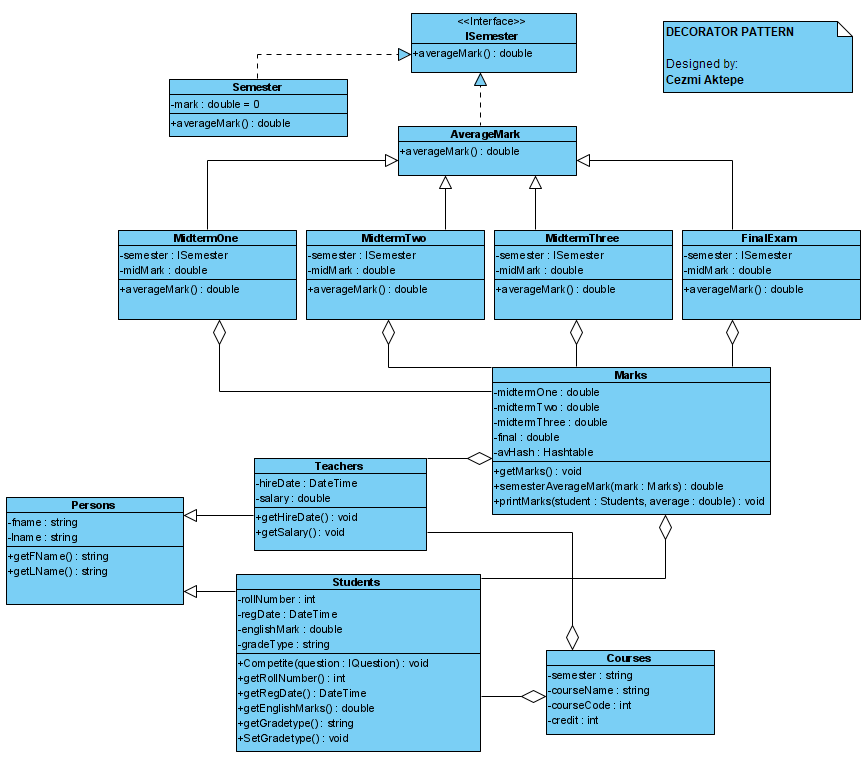 <<Interface>>
ISemester
+averageMark() : double
DECORATOR PATTERN
Designed by:
Cezmi Aktepe
Semester
-mark : double = 0
+averageMark() : double
AverageMark
+averageMark() : double
MidtermOne
-semester : ISemester
-midMark : double
+averageMark() : double
MidtermTwo
-semester : ISemester
-midMark : double
+averageMark() : double
MidtermThree
-semester : ISemester
-midMark : double
+averageMark() : double
FinalExam
-semester : ISemester
-midMark : double
+averageMark() : double
Marks
-midtermOne : double
-midtermTwo : double
-midtermThree : double
-final : double
-avHash : Hashtable
+getMarks() : void
+semesterAverageMark(mark : Marks) : double
+printMarks(student : Students, average : double) : void
Teachers
-hireDate : DateTime
-salary : double
+getHireDate() : void
+getSalary() : void
Persons
-fname : string
-lname : string
+getFName() : string
+getLName() : string
Students
-rollNumber : int
-regDate : DateTime
-englishMark : double
-gradeType : string
+Competite(question : IQuestion) : void
+getRollNumber() : int
+getRegDate() : DateTime
+getEnglishMarks() : double
+getGradetype() : string
+SetGradetype() : void
Courses
-semester : string
-courseName : string
-courseCode : int
-credit : int